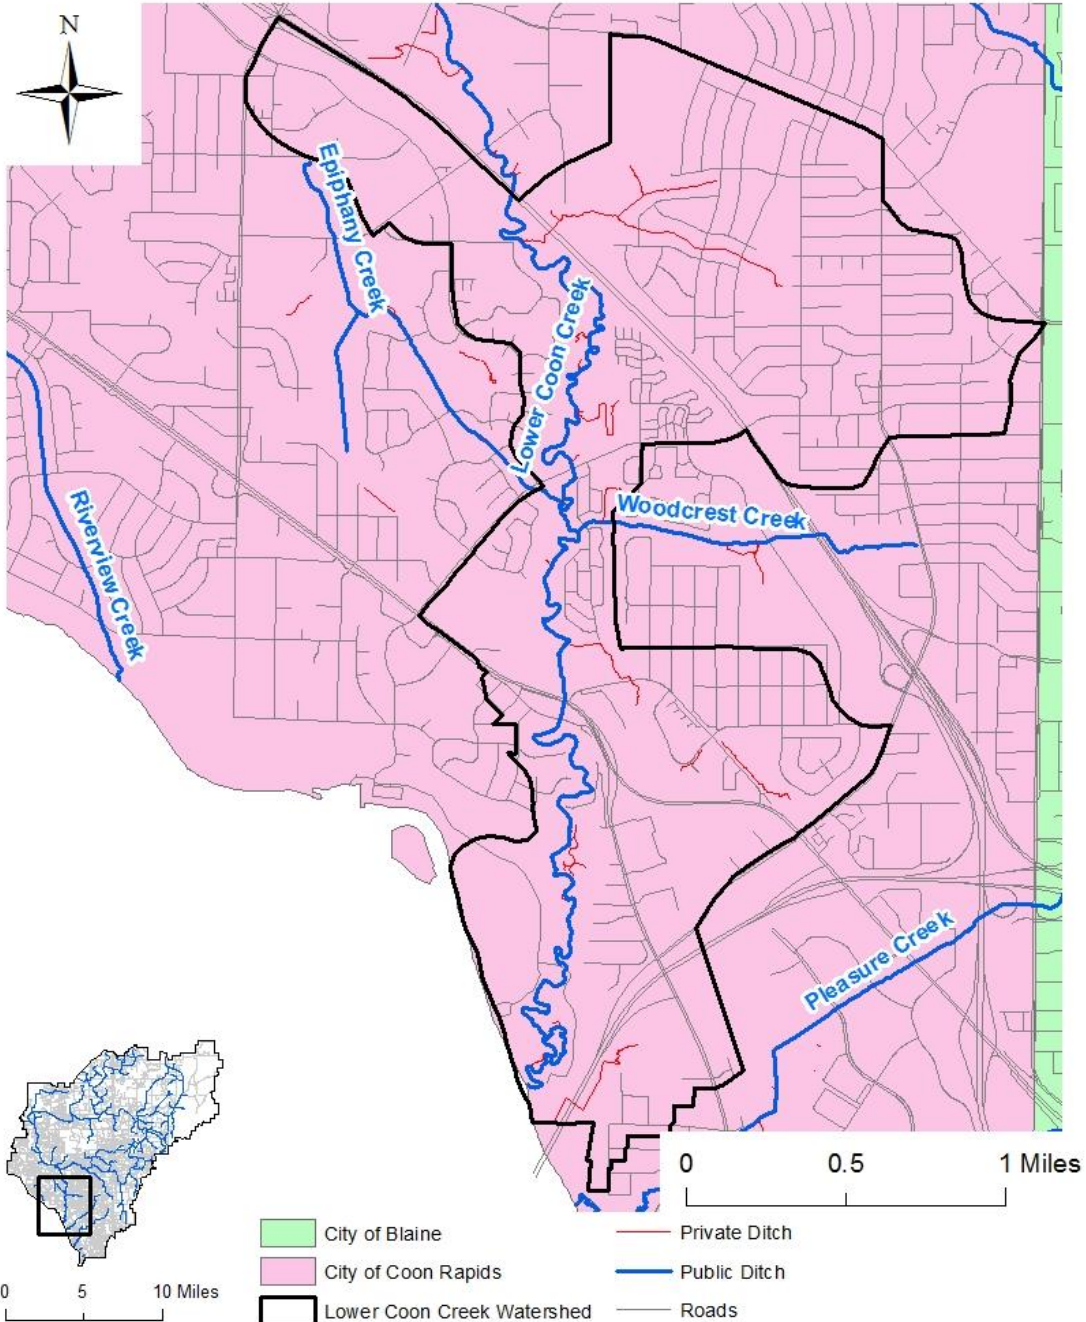 N
Epiphany Creek
Lower Coon Creek
Woodcrest Creek
Riverview Creek
Pleasure Creek
0 0.5 1 Miles
City of Blaine
City of Coon Rapids
Lower Coon Creek Watershed
Private Ditch
Public Ditch
Roads
0 5 10 Miles